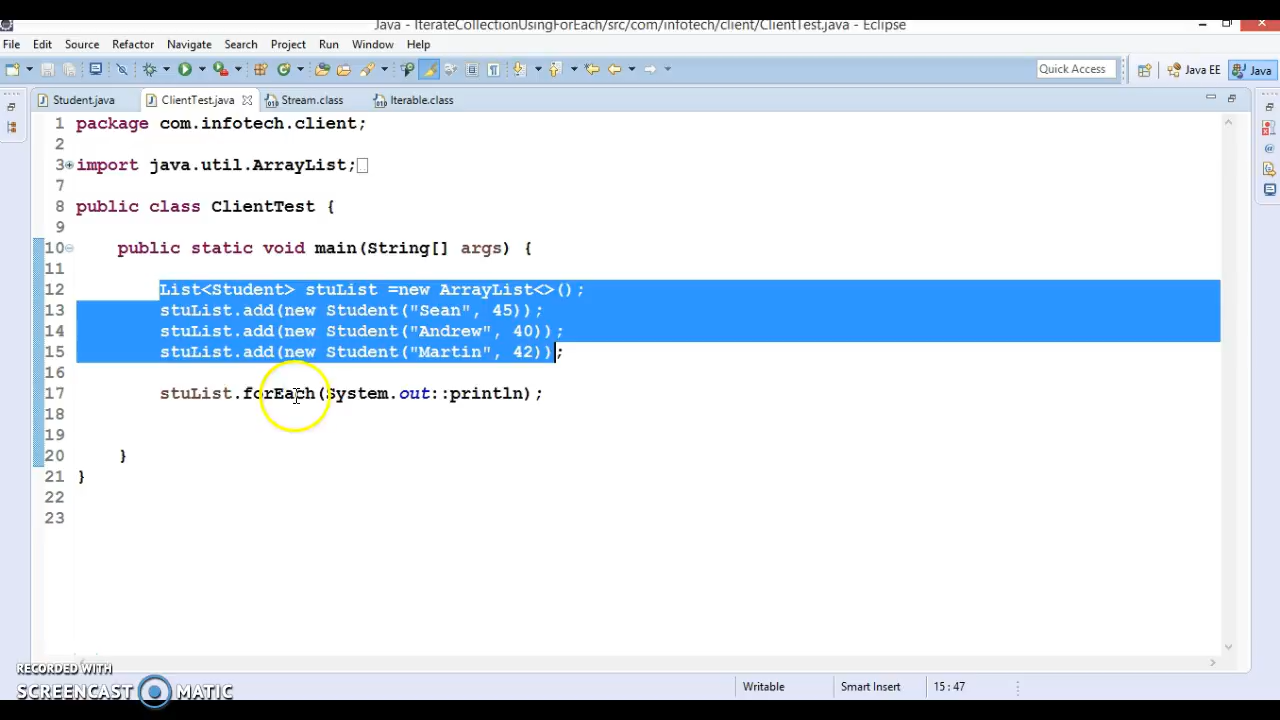 Java - IterateCollectionUsingForEach/src/com/infotech/client/ClientTest.java - Eclipse
File Edit Source Refactor Navigate Search Project Run Window Help
Quick Access Java EE Java
Student.java ClientTest.java Stream.class Iterable.class
1 package com.infotech.client;
2
3 import java.util.ArrayList;
7
8 public class ClientTest {
9
10 public static void main(String[] args) {
11
12 List<Student> stuList =new ArrayList<>();
13 stuList.add(new Student("Sean", 45));
14 stuList.add(new Student("Andrew", 40));
15 stuList.add(new Student("Martin", 42));
16
17 stuList.forEach(System.out::println);
18
19
20 }
21 }
22
23
RECORDED WITH
SCREENCAST MATIC
Writable Smart Insert 15:47